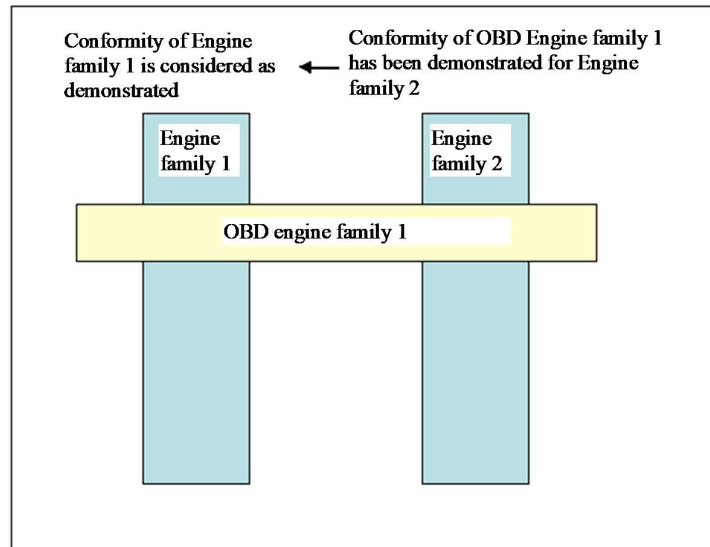 Conformity of Engine
family 1 is considered as
demonstrated
Conformity of OBD Engine family 1
has been demonstrated for Engine
family 2
Engine
family 1
Engine
family 2
OBD engine family 1